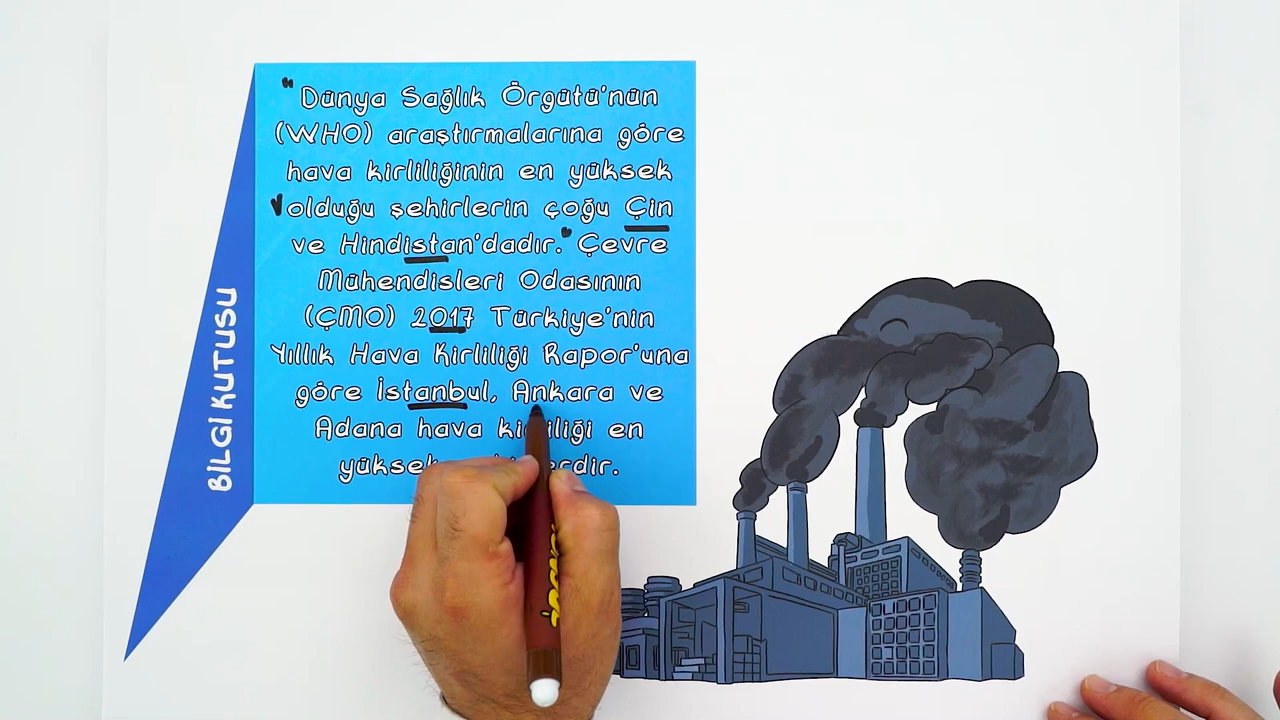 "Dünya Sağlık Örgütü'nün
(WHO) araştırmalarına göre
hava kirliliğinin en yüksek
olduğu şehirlerin çoğu Çin
ve Hindistan'dadır." Çevre
Mühendisleri Odasının
(ÇMO) 2017 Türkiye'nin
Yıllık Hava Kirliliği Rapor'una
göre İstanbul, Ankara ve
Adana hava kirliliği en
yüksek
BİLGİ KUTUSU